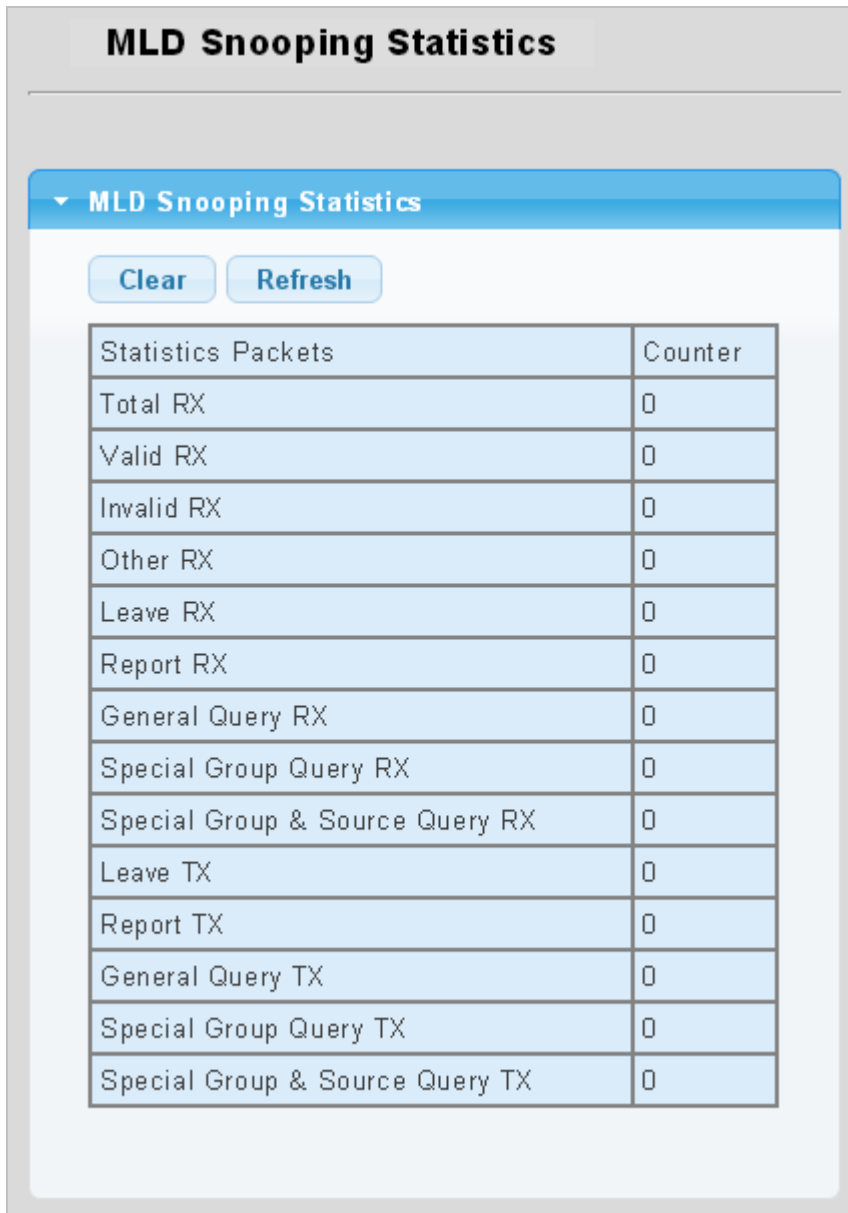 MLD Snooping Statistics
MLD Snooping Statistics
Clear Refresh
Statistics Packets Counter
Total RX 0
Valid RX 0
Invalid RX 0
Other RX 0
Leave RX 0
Report RX 0
General Query RX 0
Special Group Query RX 0
Special Group & Source Query RX 0
Leave TX 0
Report TX 0
General Query TX 0
Special Group Query TX 0
Special Group & Source Query TX 0